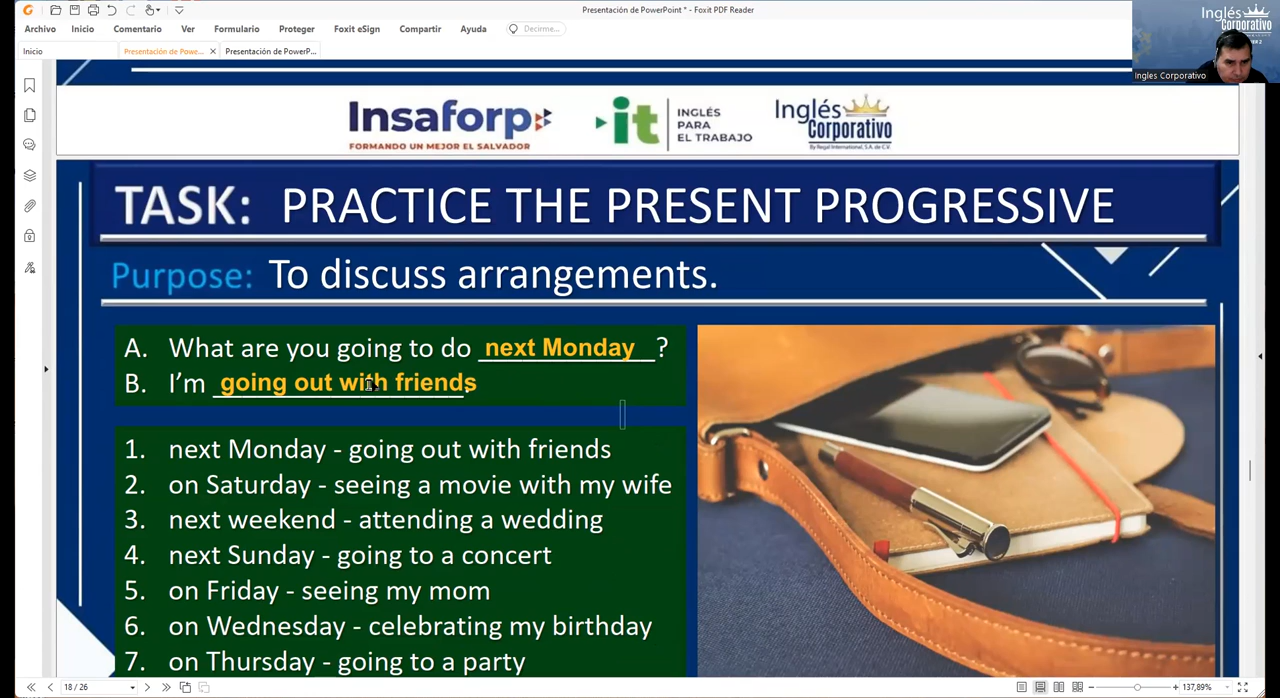 Presentación de PowerPoint * - Foxit PDF Reader
Archivo Inicio Comentario Ver Formulario Proteger Foxit eSign Compartir Ayuda Decirme...
Inicio Presentación de Powe... Presentación de PowerP...
Inglés Corporativo
Ingles Corporativo
Insaforp
FORMANDO UN MEJOR EL SALVADOR
it INGLÉS PARA EL TRABAJO
Inglés Corporativo
By Regal International, S.A. de C.V.
TASK: PRACTICE THE PRESENT PROGRESSIVE
Purpose: To discuss arrangements.
A. What are you going to do next Monday?
B. I'm going out with friends.
1. next Monday - going out with friends
2. on Saturday - seeing a movie with my wife
3. next weekend - attending a wedding
4. next Sunday - going to a concert
5. on Friday - seeing my mom
6. on Wednesday - celebrating my birthday
7. on Thursday - going to a party
18 / 26
137,89%